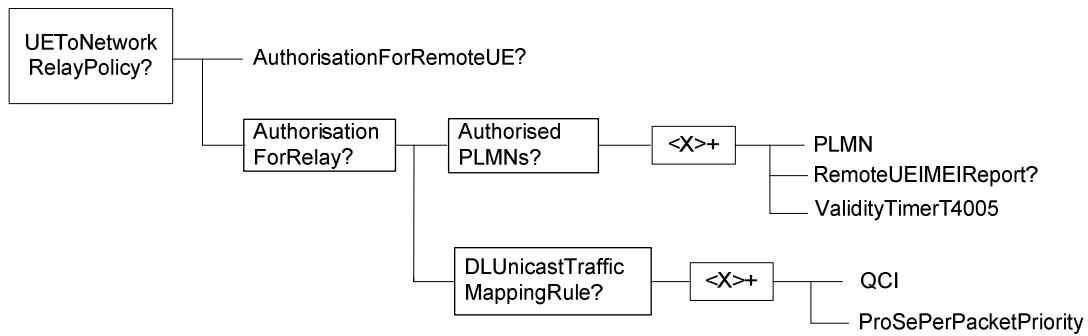 UEToNetwork
RelayPolicy?
AuthorisationForRemoteUE?
Authorisation
ForRelay?
Authorised
PLMNs?
<X>+
PLMN
RemoteUEIMEIReport?
ValidityTimerT4005
DLUnicastTraffic
MappingRule?
<X>+
QCI
ProSePerPacketPriority